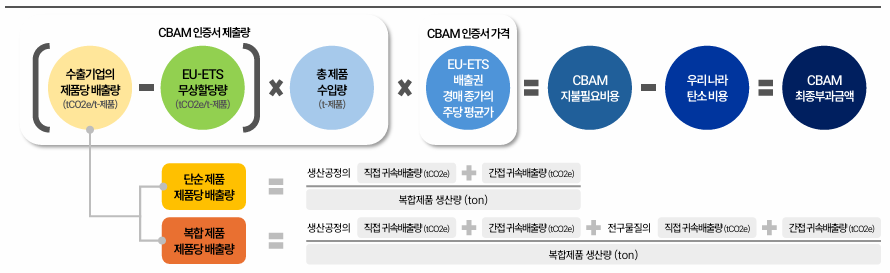 CBAM 인증서 제출량
CBAM 인증서 가격
수출기업의
제품당 배출량
(tCO2e/t-제품)
EU-ETS
무상할당량
(tCO2e/t-제품)
총 제품
수입량
(t-제품)
EU-ETS
배출권
경매 종가의
주당 평균가
CBAM
지불필요비용
우리나라
탄소 비용
CBAM
최종부과금액
단순 제품
제품당 배출량
생산공정의 직접 귀속배출량 (tCO2e) + 간접 귀속배출량 (tCO2e)
복합제품 생산량 (ton)
복합 제품
제품당 배출량
생산공정의 직접 귀속배출량 (tCO2e) + 간접 귀속배출량 (tCO2e) + 전구물질의 직접 귀속배출량 (tCO2e) + 간접 귀속배출량 (tCO2e)
복합제품 생산량 (ton)